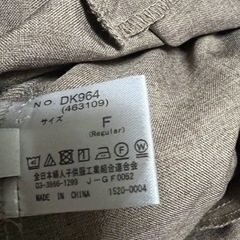 NO. DK964
(463109)
サイズ F
(Regular)
全日本婦人子供服工業組合連合会
03-3866-1299 J-GF0052
MADE IN CHINA 1520-0004